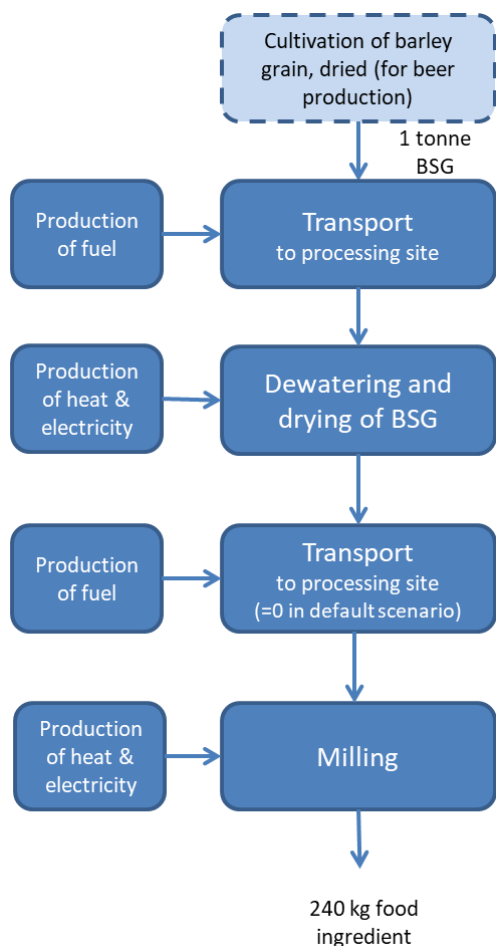 Cultivation of barley
grain, dried (for beer
production)
1 tonne
BSG
Production
of fuel
Transport
to processing site
Production
of heat &
electricity
Dewatering and
drying of BSG
Production
of fuel
Transport
to processing site
(=0 in default scenario)
Production
of heat &
electricity
Milling
240 kg food
ingredient